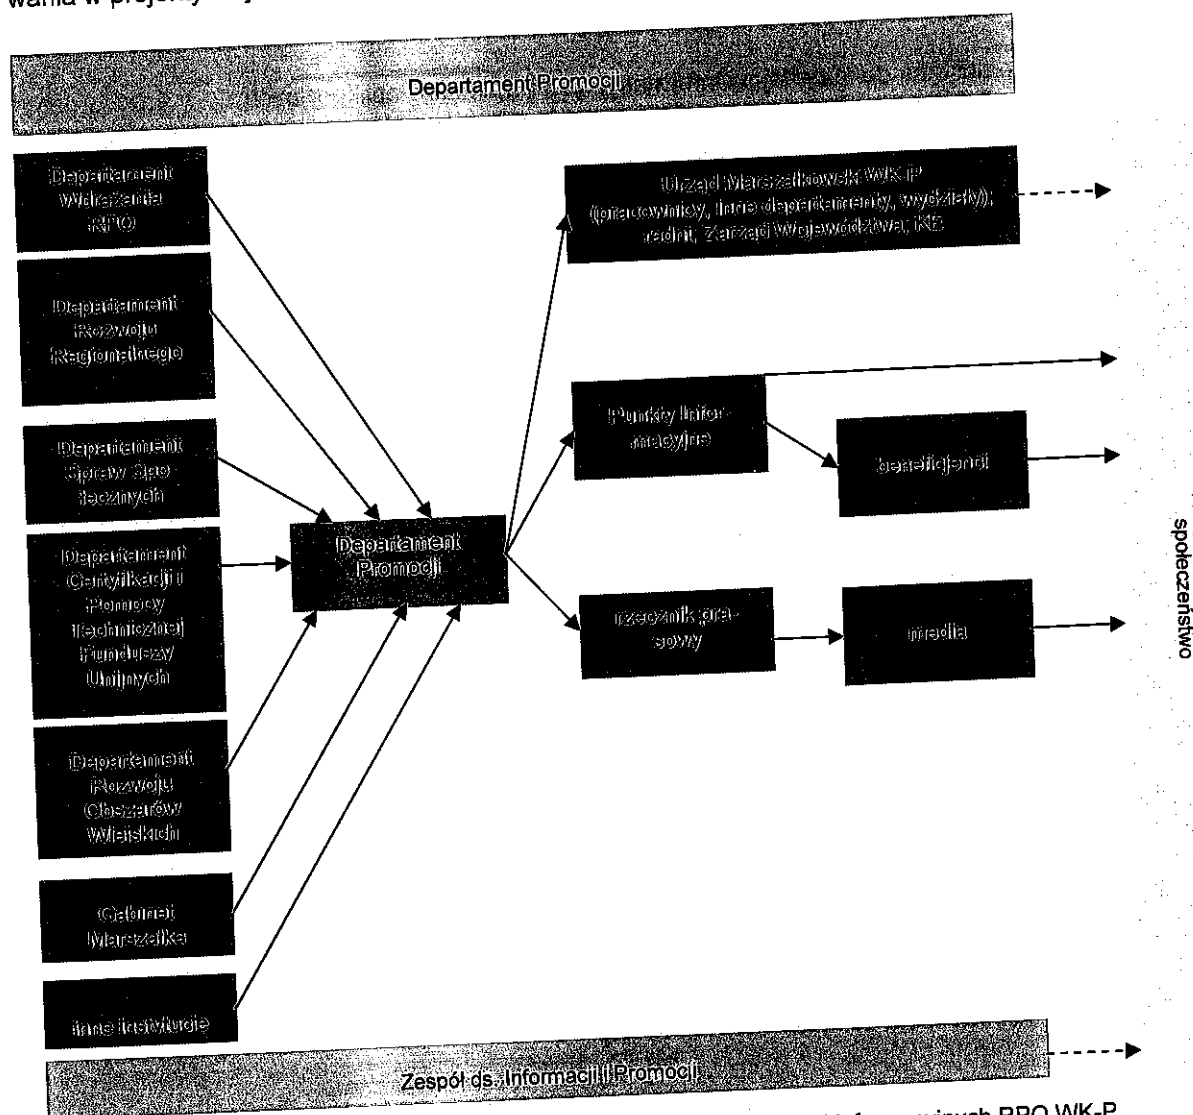 Departament Promocji
Departament
Wdrażania
RPO
Urząd Marszałkowski WK-P
(pracownicy, inne departamenty, wydziały),
radni, Zarząd Województwa, KE
Departament
Rozwoju
Regionalnego
Punkty Infor-
macyjne
beneficjenci
Departament
Spraw Spo
łecznych
Departament
Promocji
Departament
Certyfikacji i
Pomocy
Technicznej
Funduszy
Unijnych
rzecznik pra-
sowy
media
społeczeństwo
Departament
Rozwoju
Obszarów
Wiejskich
Gabinet
Marszałka
inne instytucje
Zespół ds. Informacji i Promocji
RPO WK-P